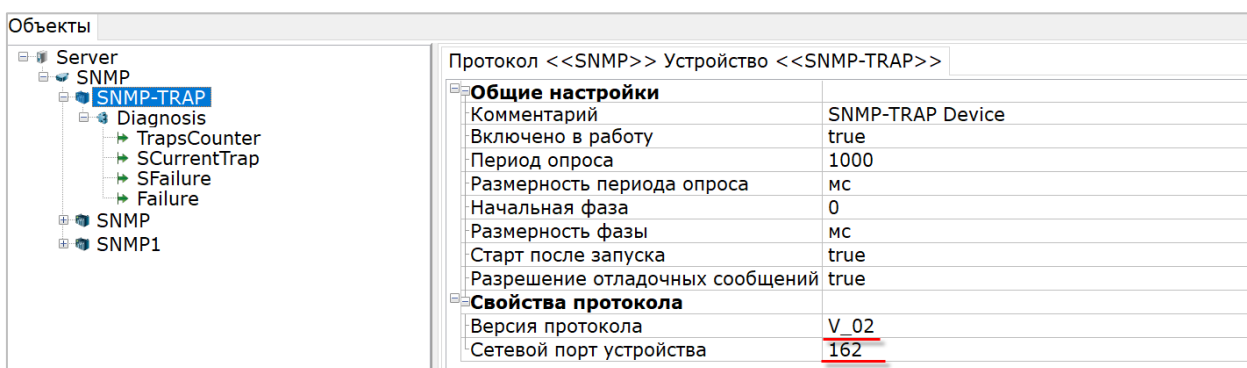 Объекты
Server
SNMP
SNMP-TRAP
Diagnosis
TrapsCounter
SCurrentTrap
SFailure
Failure
SNMP
SNMP1
Протокол <<SNMP>> Устройство <<SNMP-TRAP>>
Общие настройки
Комментарий SNMP-TRAP Device
Включено в работу true
Период опроса 1000
Размерность периода опроса мс
Начальная фаза 0
Размерность фазы мс
Старт после запуска true
Разрешение отладочных сообщений true
Свойства протокола
Версия протокола V_02
Сетевой порт устройства 162